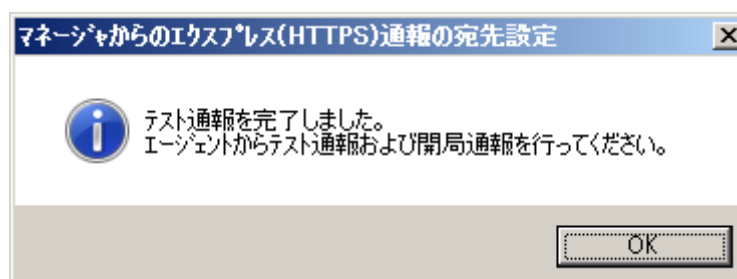 マネージャからのエクスプレス(HTTPS)通報の宛先設定
テスト通報を完了しました。
エージェントからテスト通報および開局通報を行ってください。
OK